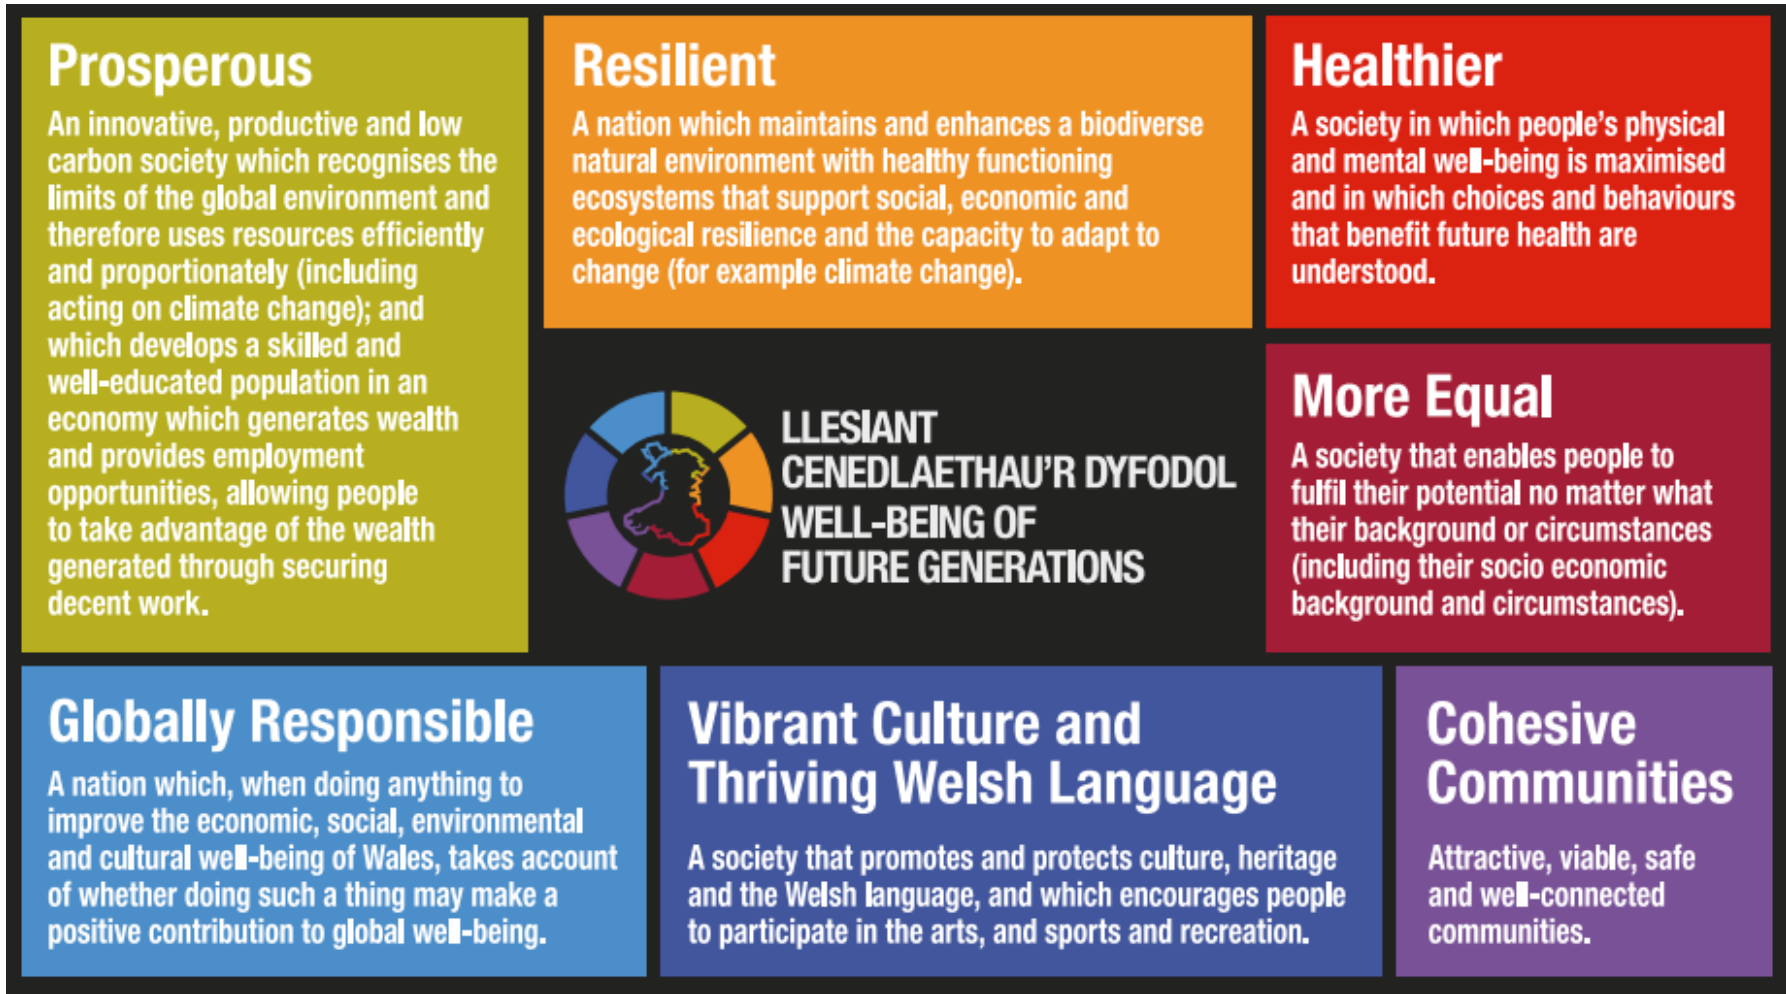 Prosperous
An innovative, productive and low
carbon society which recognises the
limits of the global environment and
therefore uses resources efficiently
and proportionately (including
acting on climate change); and
which develops a skilled and
well-educated population in an
economy which generates wealth
and provides employment
opportunities, allowing people
to take advantage of the wealth
generated through securing
decent work.
Resilient
A nation which maintains and enhances a biodiverse
natural environment with healthy functioning
ecosystems that support social, economic and
ecological resilience and the capacity to adapt to
change (for example climate change).
Healthier
A society in which people's physical
and mental well-being is maximised
and in which choices and behaviours
that benefit future health are
understood.
LLESIANT
CENEDLAETHAU'R DYFODOL
WELL-BEING OF
FUTURE GENERATIONS
More Equal
A society that enables people to
fulfil their potential no matter what
their background or circumstances
(including their socio economic
background and circumstances).
Globally Responsible
A nation which, when doing anything to
improve the economic, social, environmental
and cultural well-being of Wales, takes account
of whether doing such a thing may make a
positive contribution to global well-being.
Vibrant Culture and
Thriving Welsh Language
A society that promotes and protects culture, heritage
and the Welsh language, and which encourages people
to participate in the arts, and sports and recreation.
Cohesive
Communities
Attractive, viable, safe
and well-connected
communities.